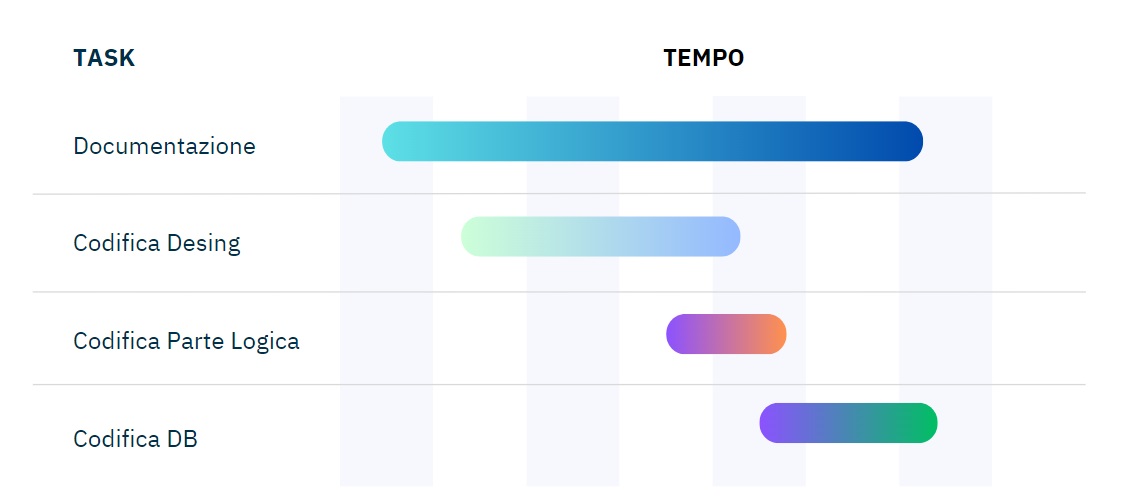 TASK
TEMPO
Documentazione
Codifica Desing
Codifica Parte Logica
Codifica DB